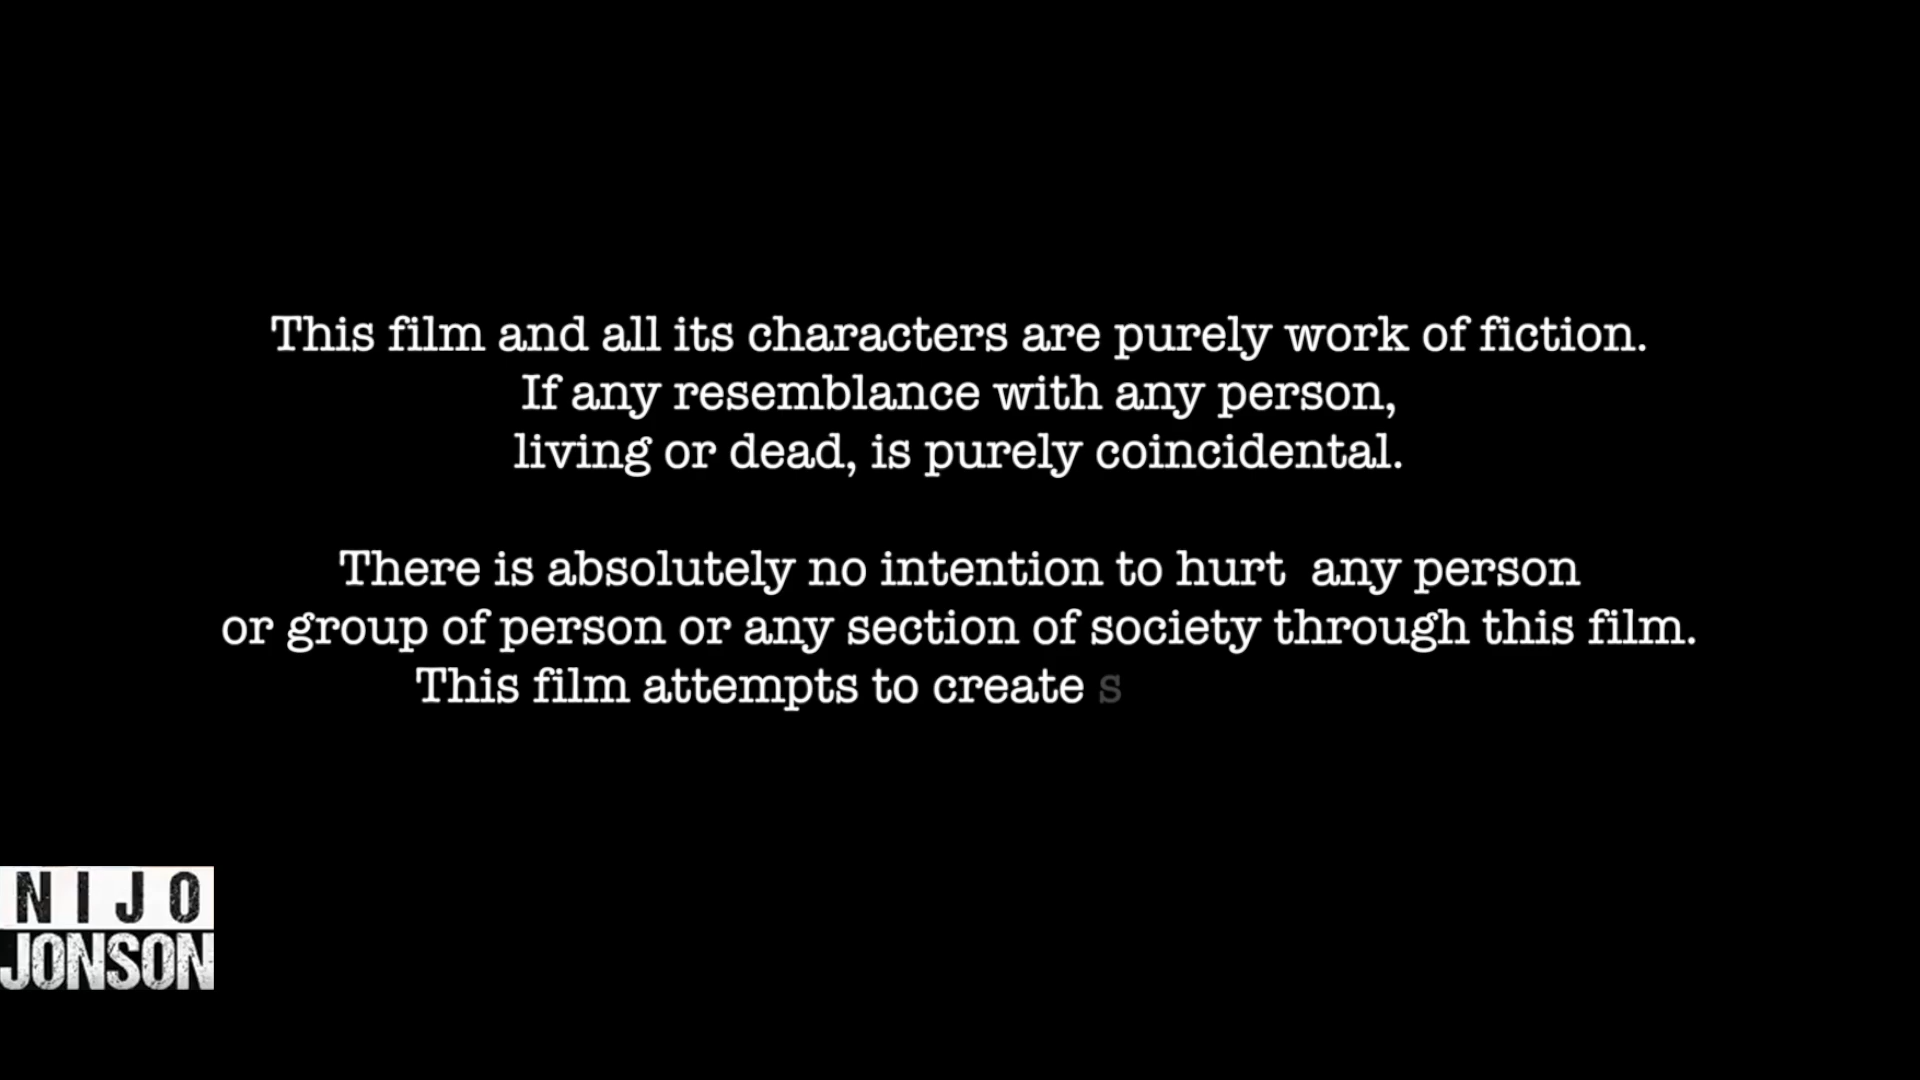 This film and all its characters are purely work of fiction.
If any resemblance with any person,
living or dead, is purely coincidental.
There is absolutely no intention to hurt  any person
or group of person or any section of society through this film.
This film attempts to create s
NIJO
JONSON